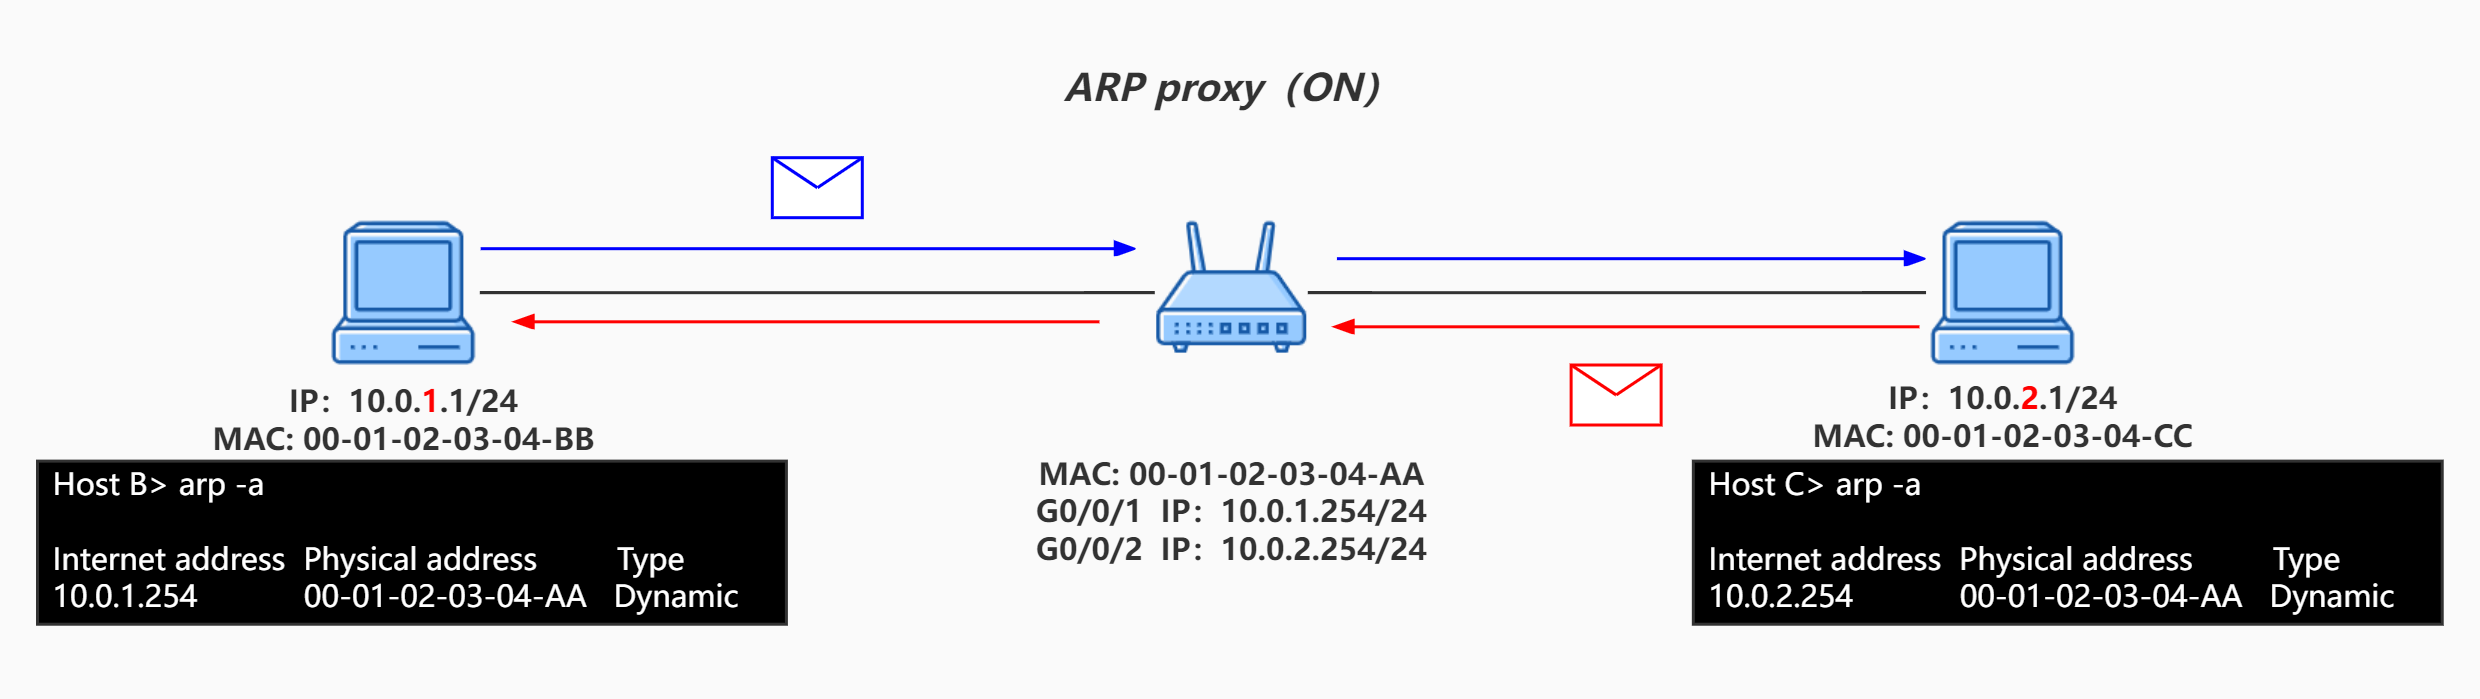 ARP proxy（ON）
IP： 10.0.1.1/24
MAC: 00-01-02-03-04-BB
Host B> arp -a
Internet address Physical address Type
10.0.1.254 00-01-02-03-04-AA Dynamic
MAC: 00-01-02-03-04-AA
G0/0/1 IP： 10.0.1.254/24
G0/0/2 IP： 10.0.2.254/24
IP： 10.0.2.1/24
MAC: 00-01-02-03-04-CC
Host C> arp -a
Internet address Physical address Type
10.0.2.254 00-01-02-03-04-AA Dynamic